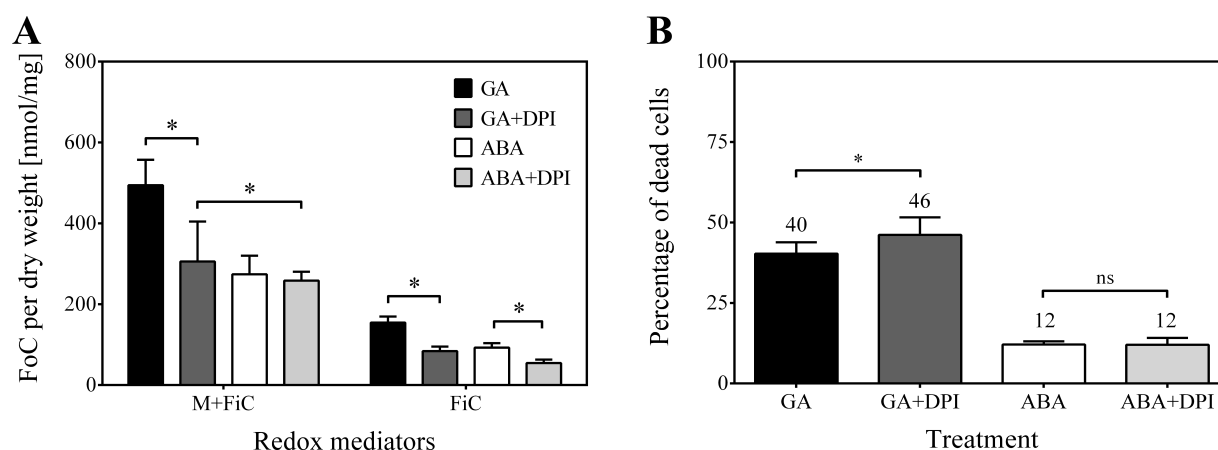 A
FoC per dry weight [nmol/mg]
800
600
400
200
0
*
*
*
*
GA
GA+DPI
ABA
ABA+DPI
M+FiC
FiC
Redox mediators
B
Percentage of dead cells
100
75
50
25
0
*
40
46
ns
12
12
GA
GA+DPI
ABA
ABA+DPI
Treatment